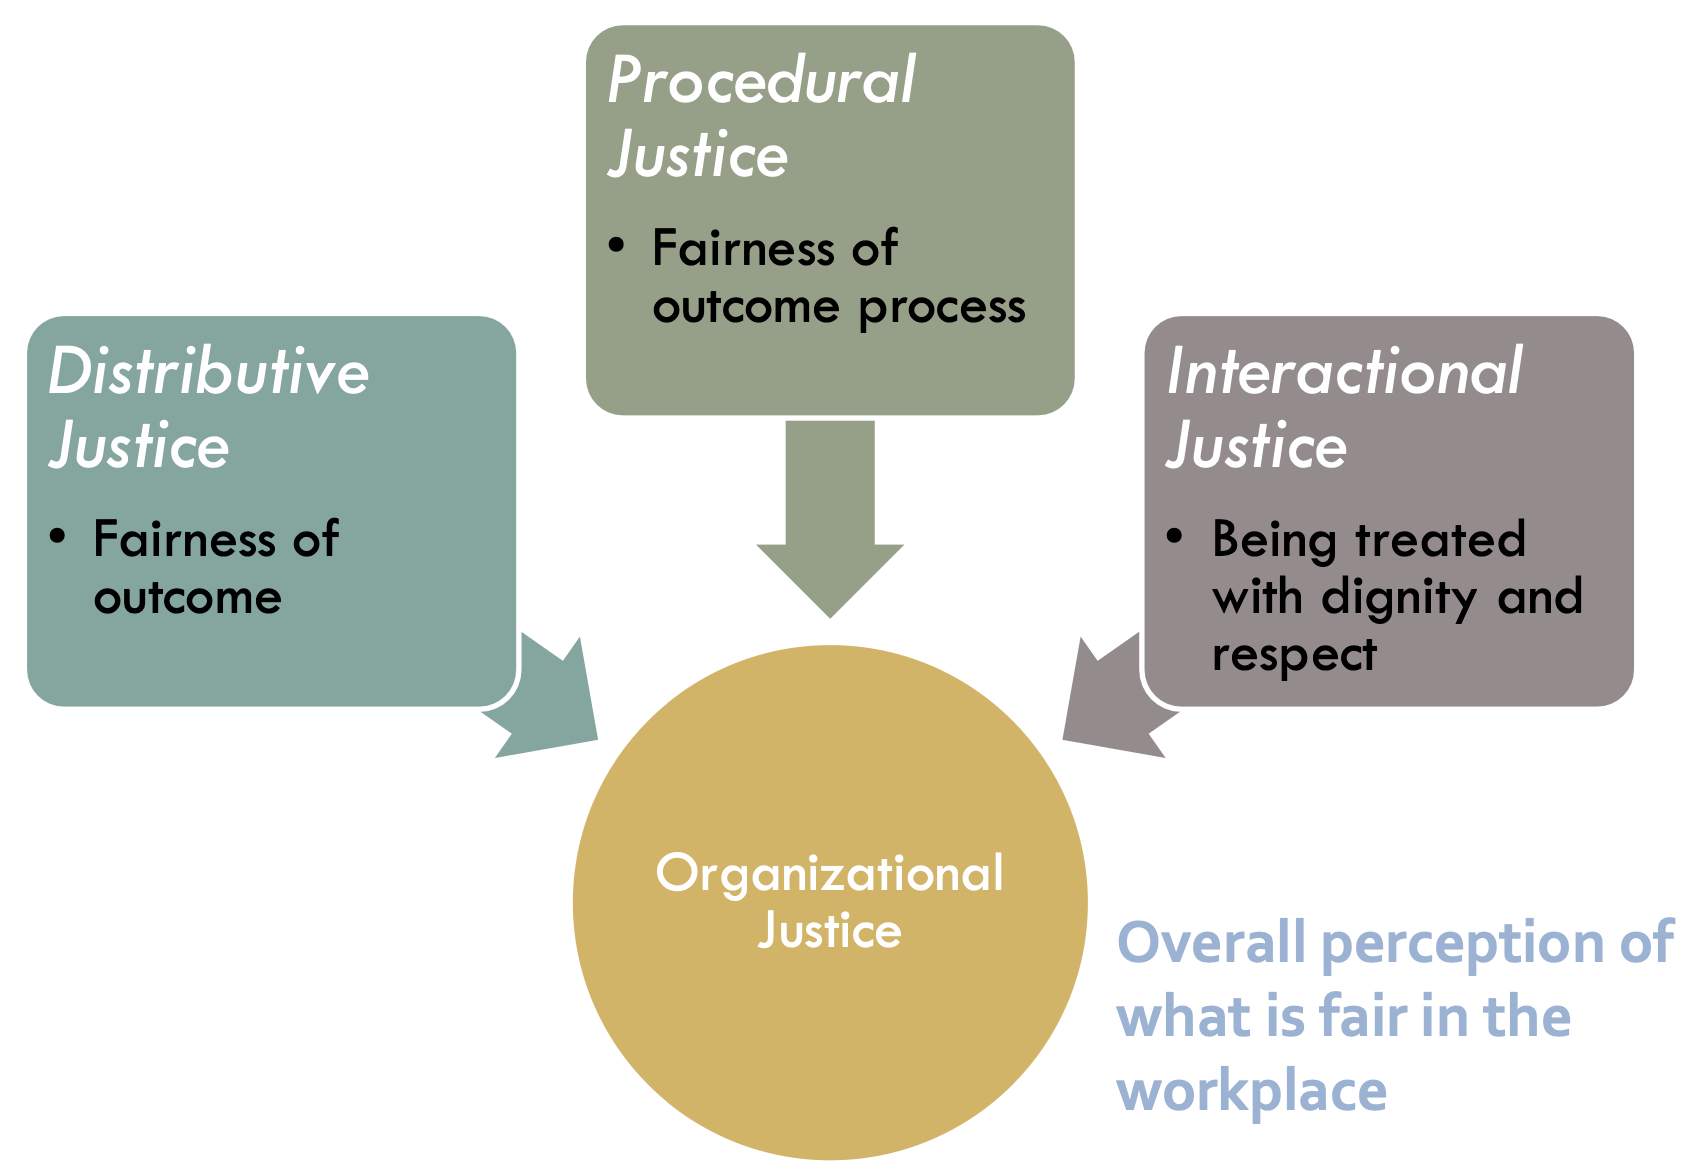 Procedural
Justice
• Fairness of
outcome process
Distributive
Justice
• Fairness of
outcome
Interactional
Justice
• Being treated
with dignity and
respect
Organizational
Justice
Overall perception of
what is fair in the
workplace